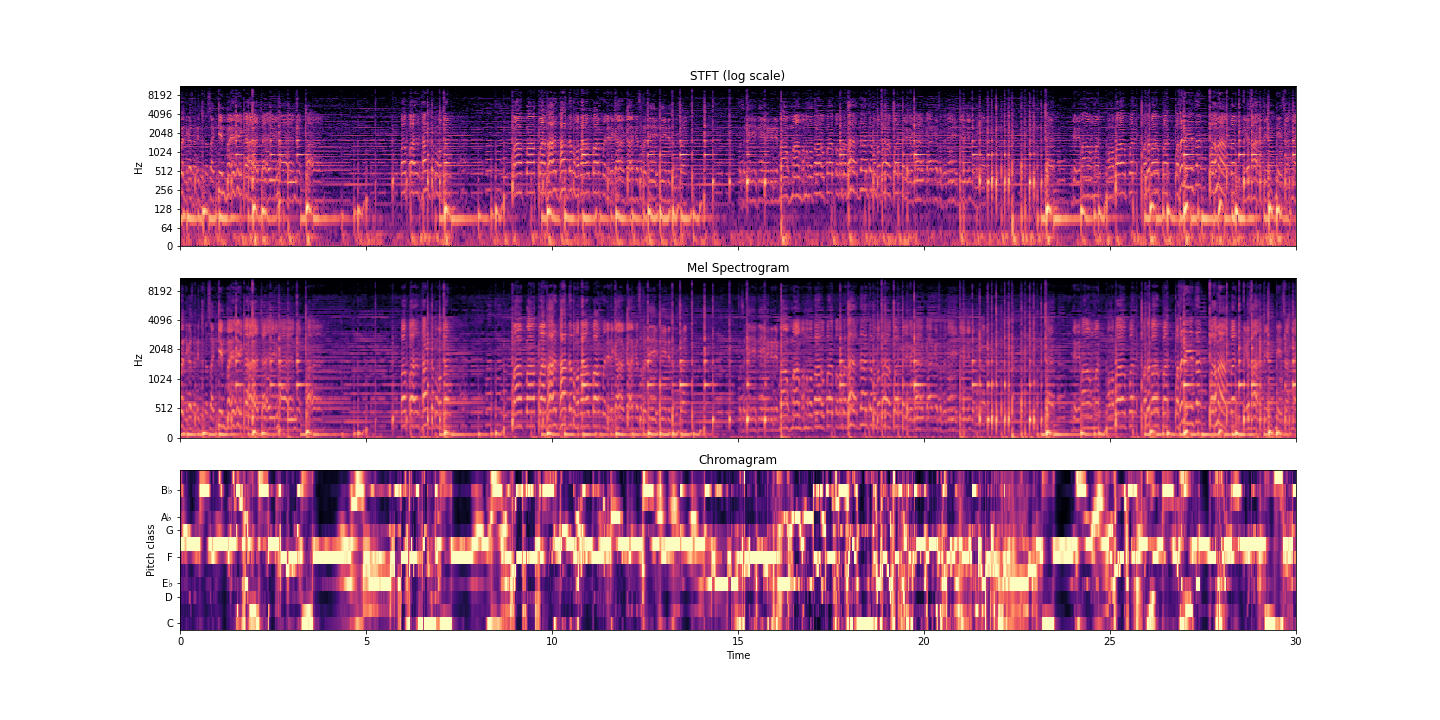 STFT (log scale)
8192
4096
2048
1024
512
256
128
64
0
Hz
Mel Spectrogram
8192
4096
2048
1024
512
0
Hz
Chromagram
B♭
A♭
G
F
E♭
D
C
Pitch class
0 5 10 15 20 25 30
Time